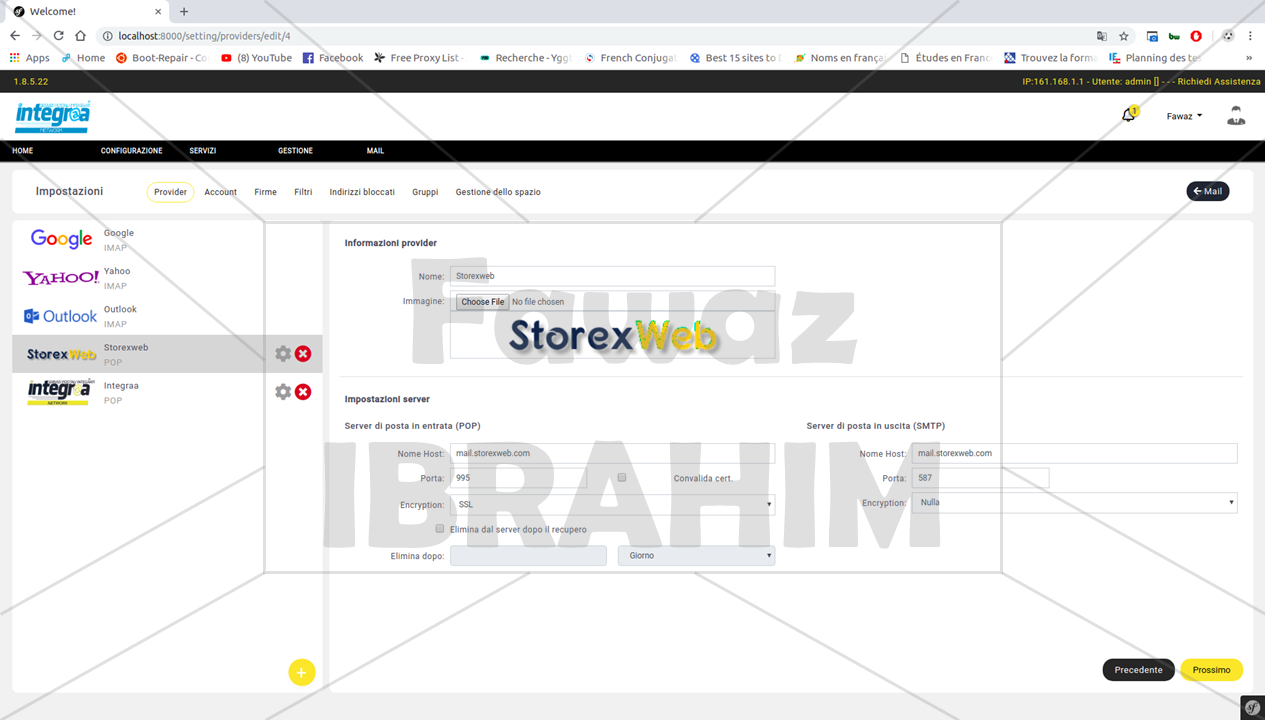 Welcome!
localhost:8000/setting/providers/edit/4
Apps Home Boot-Repair - Co (8) YouTube Facebook Free Proxy List - Recherche - Ygg French Conjuga Best 15 sites to D Noms en françai Études en Franc Trouvez la forma Planning des te »
1.8.5.22 IP:161.168.1.1 - Utente: admin [] - - - Richiedi Assistenza
integraa
NETWORK
1
Fawaz
HOME CONFIGURAZIONE SERVIZI GESTIONE MAIL
Impostazioni Provider Account Firme Filtri Indirizzi bloccati Gruppi Gestione dello spazio Mail
Google Google
IMAP
YAHOO! Yahoo
IMAP
Outlook Outlook
IMAP
StorexWeb Storexweb
POP
integraa Integraa
NETWORK POP
Informazioni provider
Nome: Storexweb
Immagine: Choose File No file chosen
StorexWeb
Fawaz
IBRAHIM
Impostazioni server
Server di posta in entrata (POP) Server di posta in uscita (SMTP)
Nome Host: mail.storexweb.com Nome Host: mail.storexweb.com
Porta: 995 Convalida cert. Porta: 587
Encryption: SSL Encryption: Nulla
Elimina dal server dopo il recupero
Elimina dopo: Giorno
Precedente Prossimo